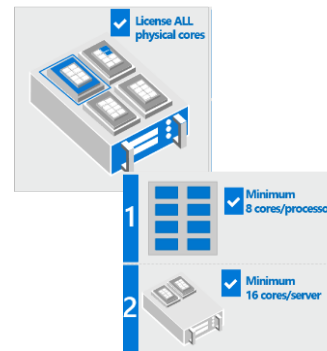 License ALL
physical cores
1
Minimum
8 cores/processo
2
Minimum
16 cores/server